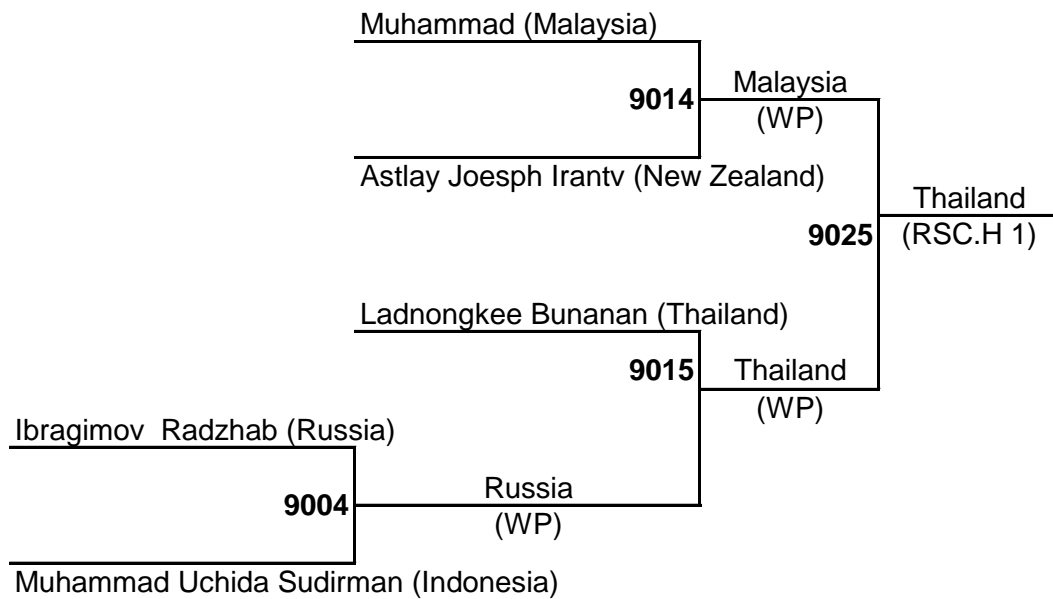 Muhammad (Malaysia)
9014
Malaysia
(WP)
Astlay Joesph Irantv (New Zealand)
9025
Thailand
(RSC.H 1)
Ladnongkee Bunanan (Thailand)
9015
Thailand
(WP)
Ibragimov  Radzhab (Russia)
9004
Russia
(WP)
Muhammad Uchida Sudirman (Indonesia)